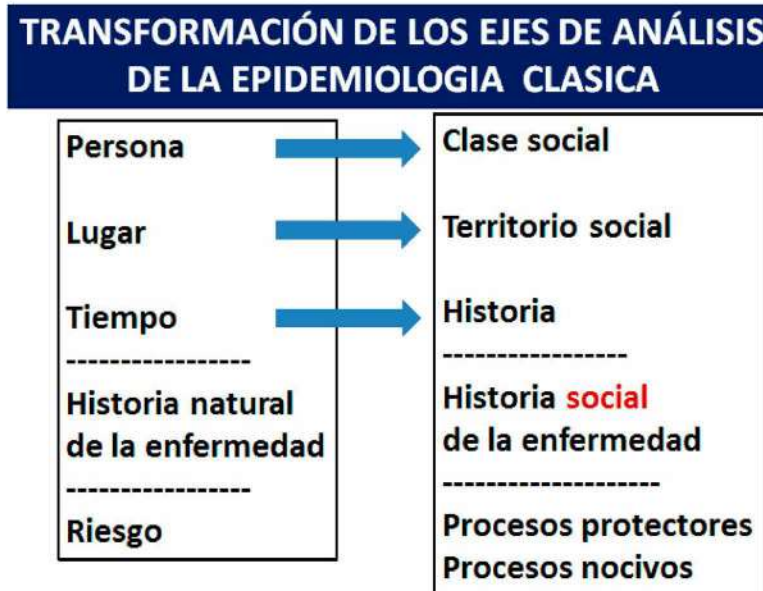 TRANSFORMACIÓN DE LOS EJES DE ANÁLISIS
DE LA EPIDEMIOLOGIA CLASICA
Persona
Lugar
Tiempo
-----------------
Historia natural
de la enfermedad
-----------------
Riesgo
Clase social
Territorio social
Historia
-----------------
Historia social
de la enfermedad
--------------------
Procesos protectores
Procesos nocivos